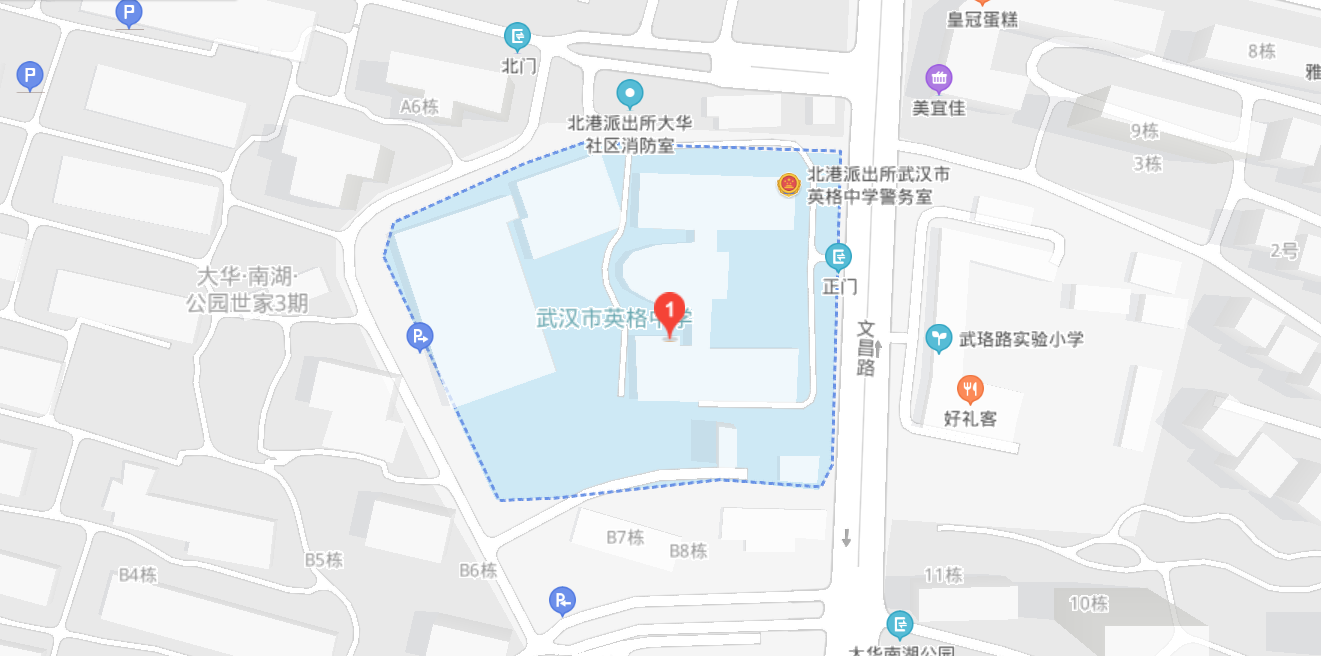 P
皇冠蛋糕
北门
8栋
雅
P
美宜佳
A6栋
北港派出所大华
社区消防室
9栋
3栋
北港派出所武汉市
英格中学警务室
2号
正门
大华·南湖·
公园世家3期
武汉市英格中学
1
P
文昌路
武珞路实验小学
好礼客
B7栋
B8栋
B5栋
B6栋
B4栋
11栋
10栋
P
大华南湖公园